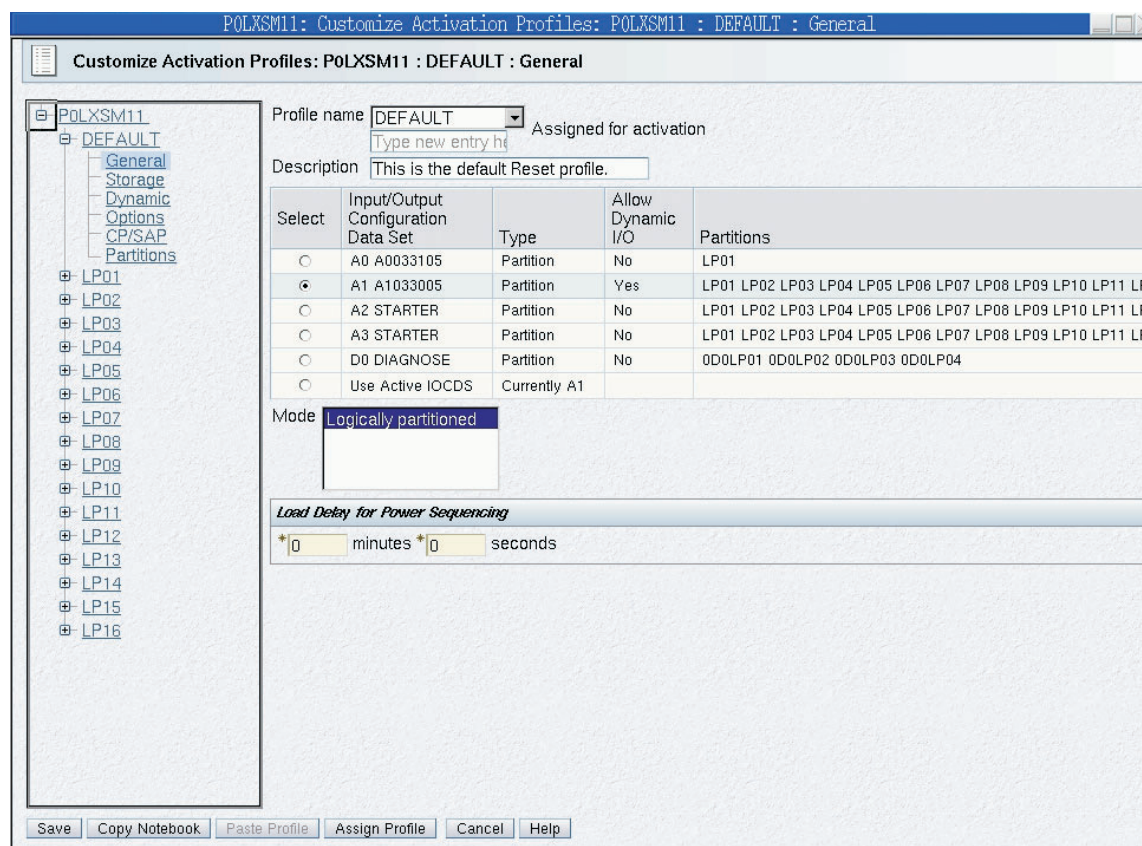 P0LXSM11: Customize Activation Profiles: P0LXSM11 : DEFAULT : General
Customize Activation Profiles: P0LXSM11 : DEFAULT : General
P0LXSM11
DEFAULT
General
Storage
Dynamic
Options
CP/SAP
Partitions
LP01
LP02
LP03
LP04
LP05
LP06
LP07
LP08
LP09
LP10
LP11
LP12
LP13
LP14
LP15
LP16
Profile name DEFAULT Assigned for activation
Type new entry
Description This is the default Reset profile.
Select Input/Output Configuration Data Set Type Allow Dynamic I/O Partitions
A0 A0033105 Partition No LP01
A1 A1033005 Partition Yes LP01 LP02 LP03 LP04 LP05 LP06 LP07 LP08 LP09 LP10 LP11
A2 STARTER Partition No LP01 LP02 LP03 LP04 LP05 LP06 LP07 LP08 LP09 LP10 LP11
A3 STARTER Partition No LP01 LP02 LP03 LP04 LP05 LP06 LP07 LP08 LP09 LP10 LP11
D0 DIAGNOSE Partition No 0D0LP01 0D0LP02 0D0LP03 0D0LP04
Use Active IOCDS Currently A1
Mode Logically partitioned
Load Delay for Power Sequencing
*0 minutes *0 seconds
Save Copy Notebook Paste Profile Assign Profile Cancel Help